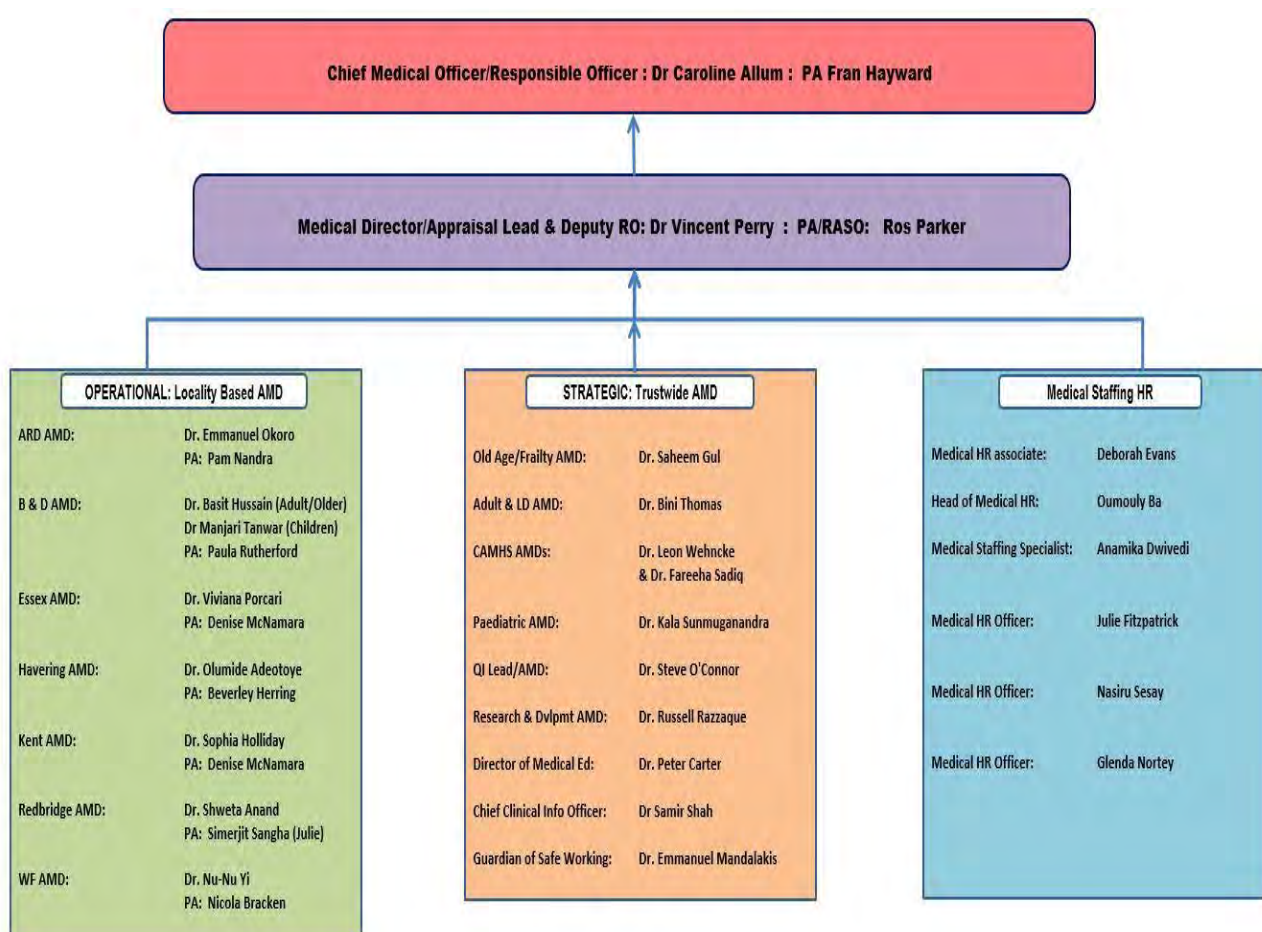 Chief Medical Officer/Responsible Officer : Dr Caroline Allum : PA Fran Hayward
Medical Director/Appraisal Lead & Deputy RO: Dr Vincent Perry : PA/RASO: Ros Parker
OPERATIONAL: Locality Based AMD
ARD AMD: Dr. Emmanuel Okoro
PA: Pam Nandra
B & D AMD: Dr. Basit Hussain (Adult/Older)
Dr Manjari Tanwar (Children)
PA: Paula Rutherford
Essex AMD: Dr. Viviana Porcari
PA: Denise McNamara
Havering AMD: Dr. Olumide Adeotoye
PA: Beverley Herring
Kent AMD: Dr. Sophia Holliday
PA: Denise McNamara
Redbridge AMD: Dr. Shweta Anand
PA: Simerjit Sangha (Julie)
WF AMD: Dr. Nu-Nu Yi
PA: Nicola Bracken
STRATEGIC: Trustwide AMD
Old Age/Frailty AMD: Dr. Saheem Gul
Adult & LD AMD: Dr. Bini Thomas
CAMHS AMDs: Dr. Leon Wehncke
& Dr. Fareeha Sadiq
Paediatric AMD: Dr. Kala Sunmuganandra
QI Lead/AMD: Dr. Steve O'Connor
Research & Dvlpmt AMD: Dr. Russell Razzaque
Director of Medical Ed: Dr. Peter Carter
Chief Clinical Info Officer: Dr Samir Shah
Guardian of Safe Working: Dr. Emmanuel Mandalakis
Medical Staffing HR
Medical HR associate: Deborah Evans
Head of Medical HR: Oumouly Ba
Medical Staffing Specialist: Anamika Dwivedi
Medical HR Officer: Julie Fitzpatrick
Medical HR Officer: Nasiru Sesay
Medical HR Officer: Glenda Nortey